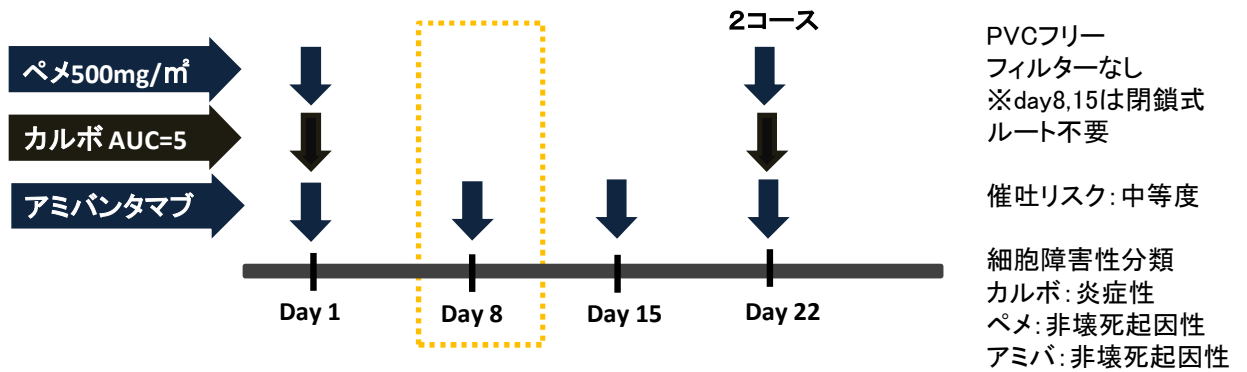 2コース
ペメ500mg/㎡
カルボ AUC=5
アミバンタマブ
Day 1
Day 8
Day 15
Day 22
PVCフリー
フィルターなし
※day8,15は閉鎖式
ルート不要
催吐リスク:中等度
細胞障害性分類
カルボ:炎症性
ペメ:非壊死起因性
アミバ:非壊死起因性